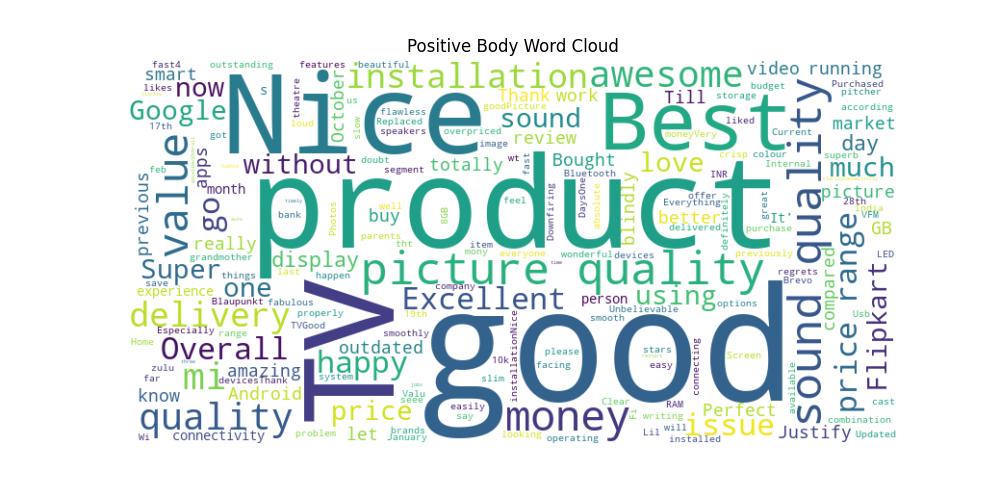 Positive Body Word Cloud
fast4
outstanding
features
beautiful
smart
likes
now
Nice
theatre
October
installation
awesome
video running
Purchased
pitcher
budget
storage
Google
17th
got
S
us
slow
loud
flawless
Replaced
speakers
goodPicture
Thank
work
overpriced
image
sound
review
Best
Till
liked
moneyVery
Current
according
market
day
value
apps
without
doubt
segment
totally
wt
fast
Bought
Bluetooth
love
crisp
colour
INR
Internal
superb
much
picture
28th
India
VFM
GB
previous
feb
month
go
product
bank
timely
Photos
buy
well
parents
tht
8GB
feel
item
mony
everyone
Downfiring
DaysOne
absolute
blindly
offer
Everything
better
delivered
definitely
great
purchase
It'
sound quality
really
grandmother
display
last
happen
picture quality
wonderful
devices
previously
time
regrets
Brevo
compared
price range
LED
Flipkart
Super
things
save
one
experience
Blaupunkt
fabulous
company
Excellent
person
using
options
Unbelievable
smooth
Usb
delivery
TVGood
properly
19th
TV
good
Especially
range
Home
Overall
outdated
smoothly
installationNice
please
facing
stars
easy
connecting
Screen
available
zulu
far
mi
amazing
devicesThank
happy
system
10k
slim
cast
combination
Updated
know
Android
Valu
seee
easily
say
Clear
Fi
RAM
writing
Perfect
quality
price
money
issue
Wi
connectivity
problem
let
brands
January
looking
operating
Lil
will
installed
Justify